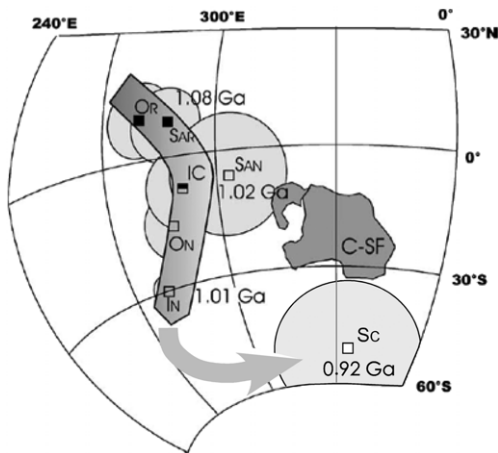 240°E
300°E
0°
30°N
OR
1.08 Ga
SAR
0°
IC
SAN
1.02 Ga
ON
C-SF
30°S
IN
1.01 Ga
SC
0.92 Ga
60°S